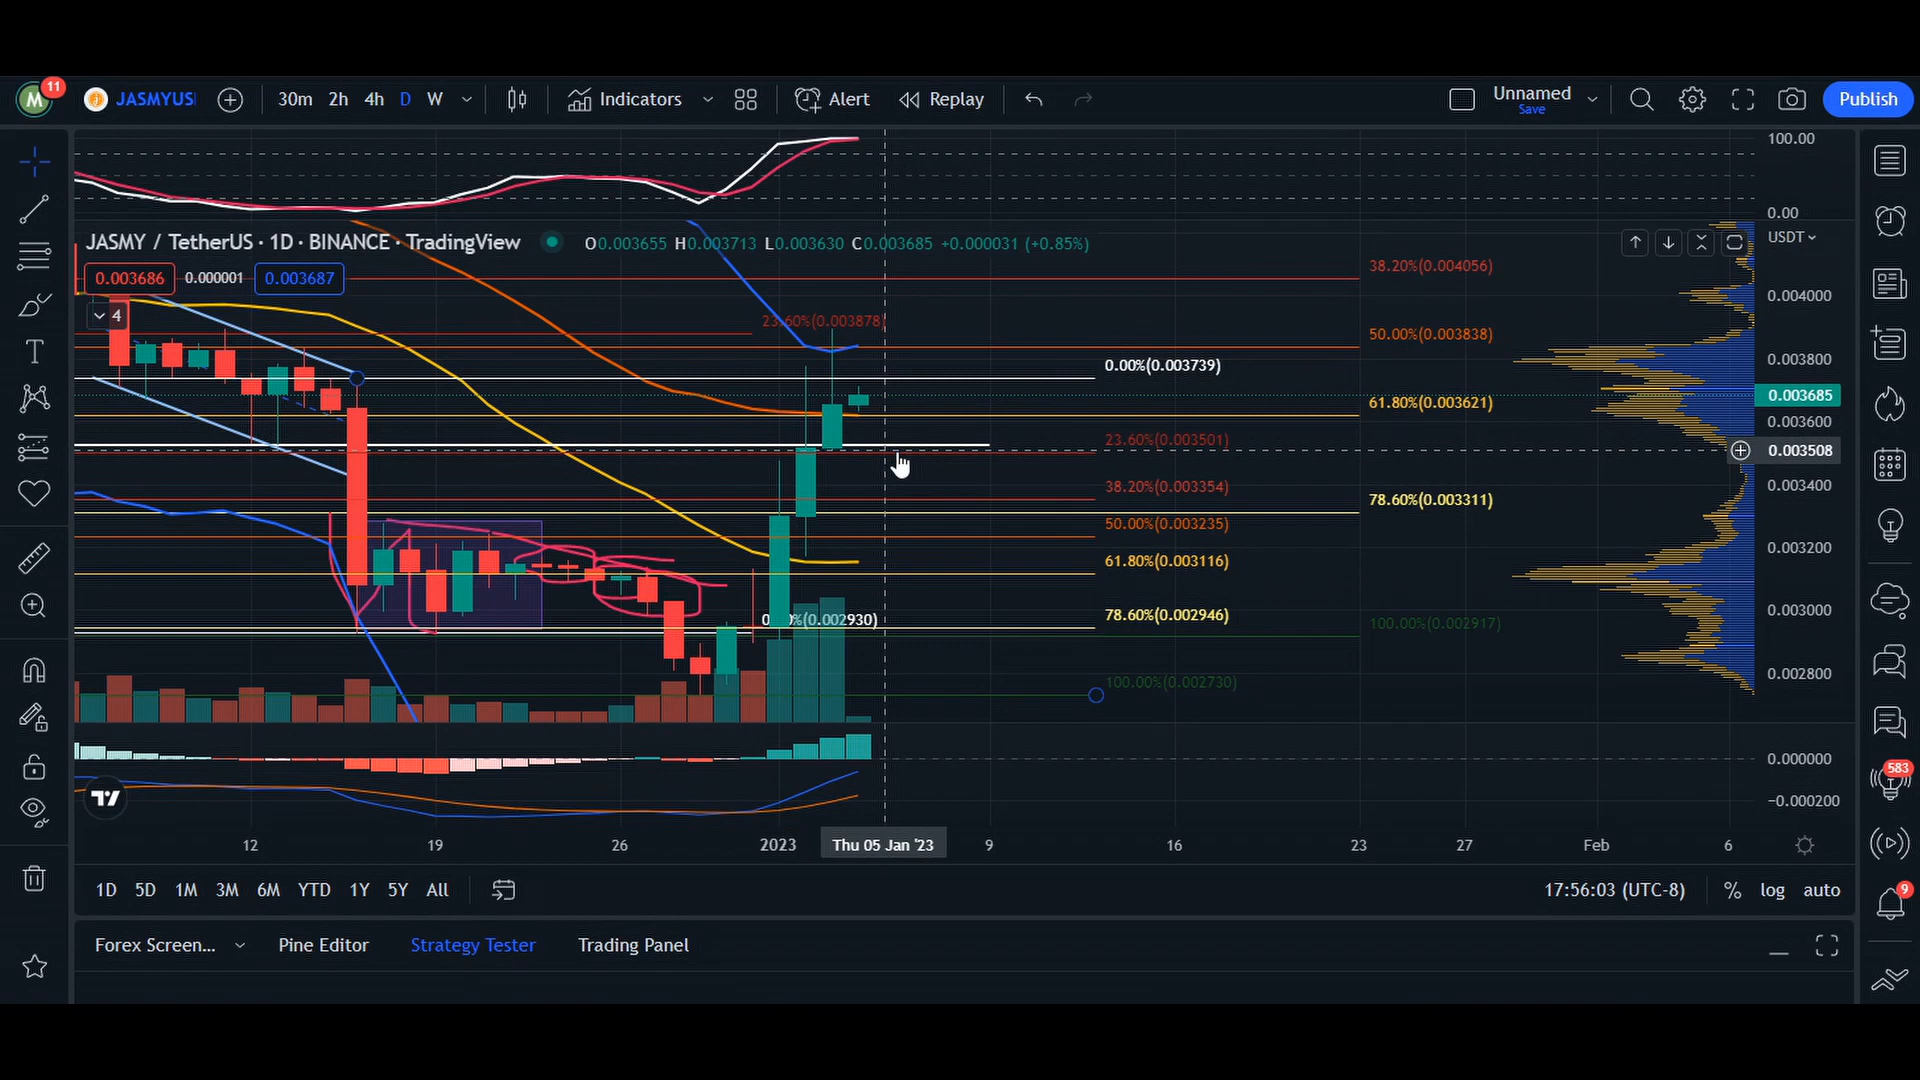 M 11 JASMYUS 30m 2h 4h D W Indicators Alert Replay Unnamed Save Publish
100.00
0.00
JASMY / TetherUS · 1D · BINANCE · TradingView O0.003655 H0.003713 L0.003630 C0.003685 +0.000031 (+0.85%) USDT
0.003686 0.000001 0.003687 38.20%(0.004056)
0.004000
4 23.60%(0.003878) 50.00%(0.003838)
0.00%(0.003739) 0.003800
61.80%(0.003621) 0.003685
0.003600
23.60%(0.003501) 0.003508
38.20%(0.003354) 78.60%(0.003311) 0.003400
50.00%(0.003235)
61.80%(0.003116) 0.003200
78.60%(0.002946) 0.003000
(0.002930) 100.00%(0.002917)
100.00%(0.002730) 0.002800
0.000000
583
−0.000200
12 19 26 2023 Thu 05 Jan '23 9 16 23 27 Feb 6
1D 5D 1M 3M 6M YTD 1Y 5Y All 17:56:03 (UTC-8) % log auto
9
Forex Screen... Pine Editor Strategy Tester Trading Panel